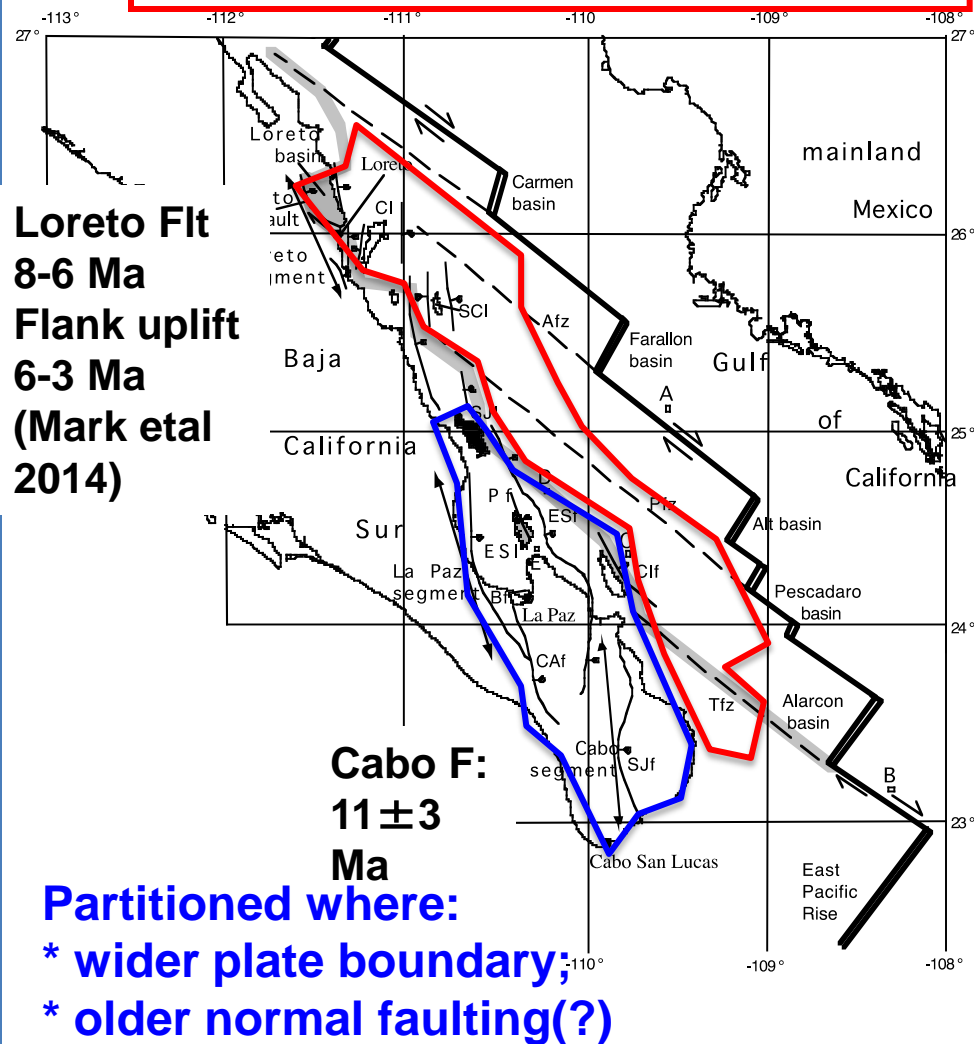 -113°
-112°
-111°
-110°
-109°
-108°
27°
27°
Loreto
basin
Loreto
mainland
Mexico
Carmen
basin
CI
26°
26°
Loreto Flt
8-6 Ma
Flank uplift
6-3 Ma
(Mark etal
2014)
SCI
Afz
Farallon
basin
Baja
Gulf
A
of
25°
25°
SJI
California
California
Pf
Pfz
ESf
Alt basin
Sur
ESI
E
La Paz
segment
Bf
CIf
Pescadaro
basin
La Paz
24°
24°
CAf
Tfz
Alarcon
basin
Cabo
segment
SJf
B
Cabo F:
11±3
Ma
23°
23°
Cabo San Lucas
East
Pacific
Rise
Partitioned where:
* wider plate boundary;
* older normal faulting(?)
-110°
-109°
-108°